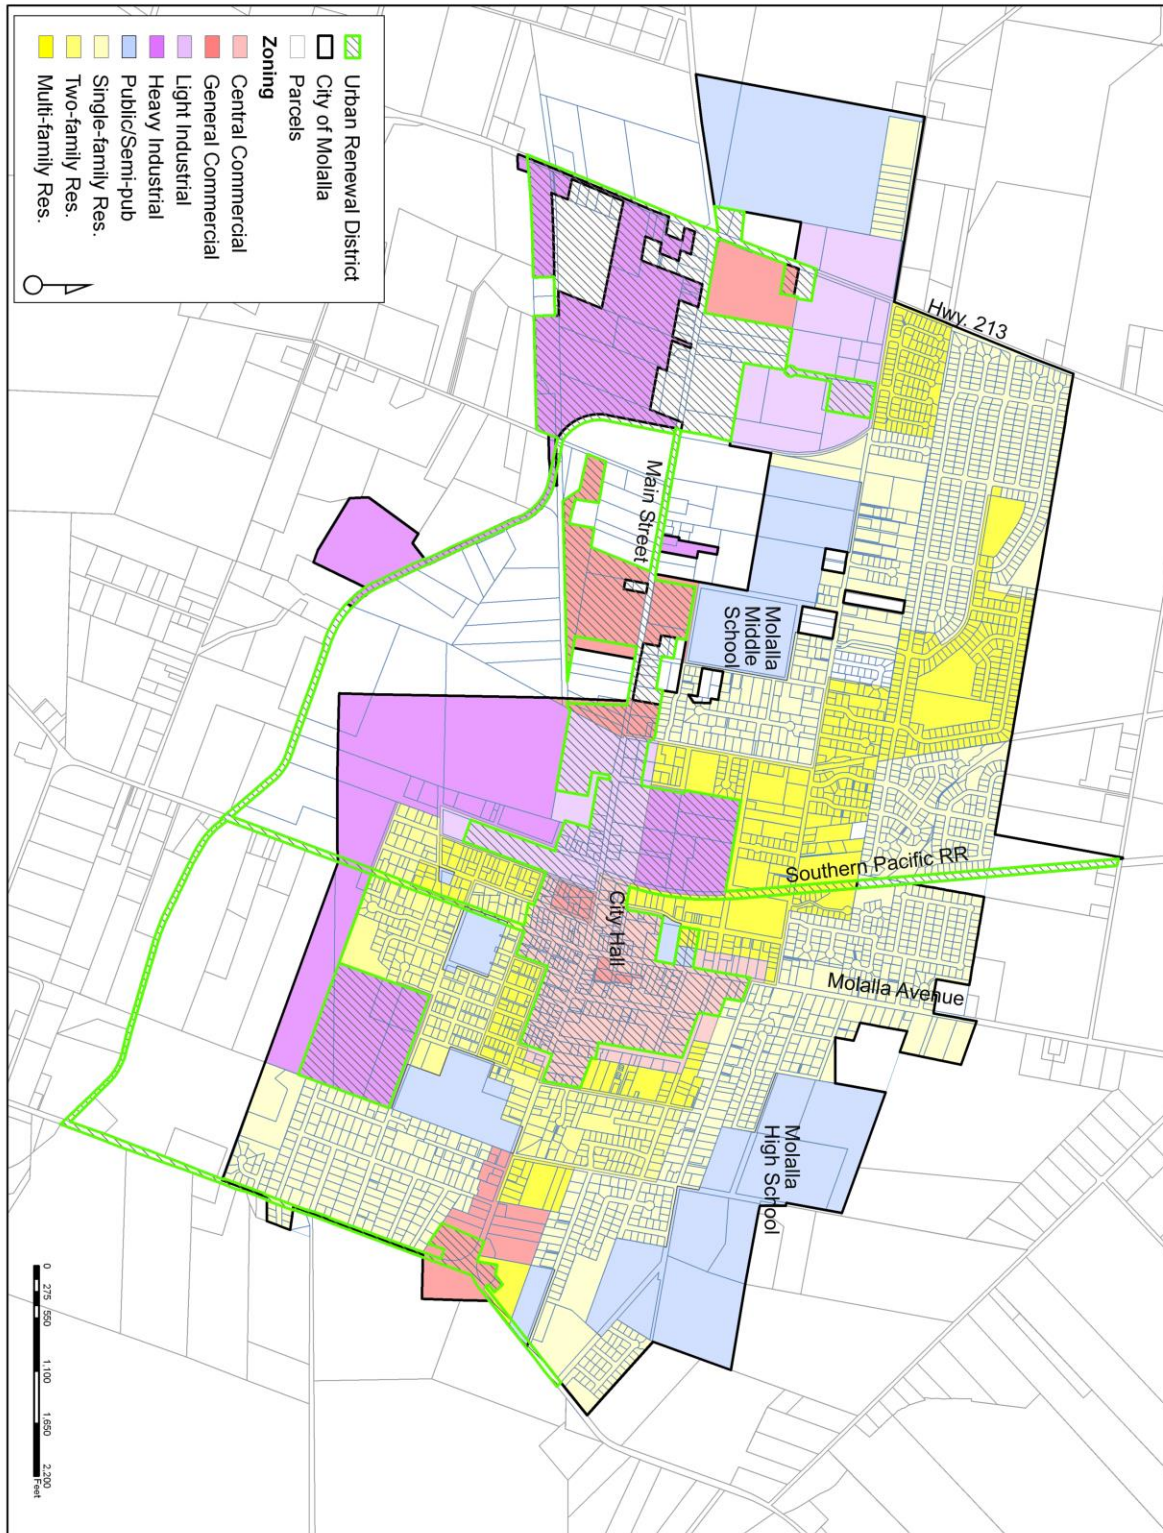 Urban Renewal District
City of Molalla
Parcels
Zoning
Central Commercial
General Commercial
Light Industrial
Heavy Industrial
Public/Semi-pub
Single-family Res.
Two-family Res.
Multi-family Res.
Hwy. 213
Main Street
Molalla
Middle
School
Southern Pacific RR
City Hall
Molalla Avenue
Molalla
High School
0 275 550 1,100 1,650 2,200
Feet